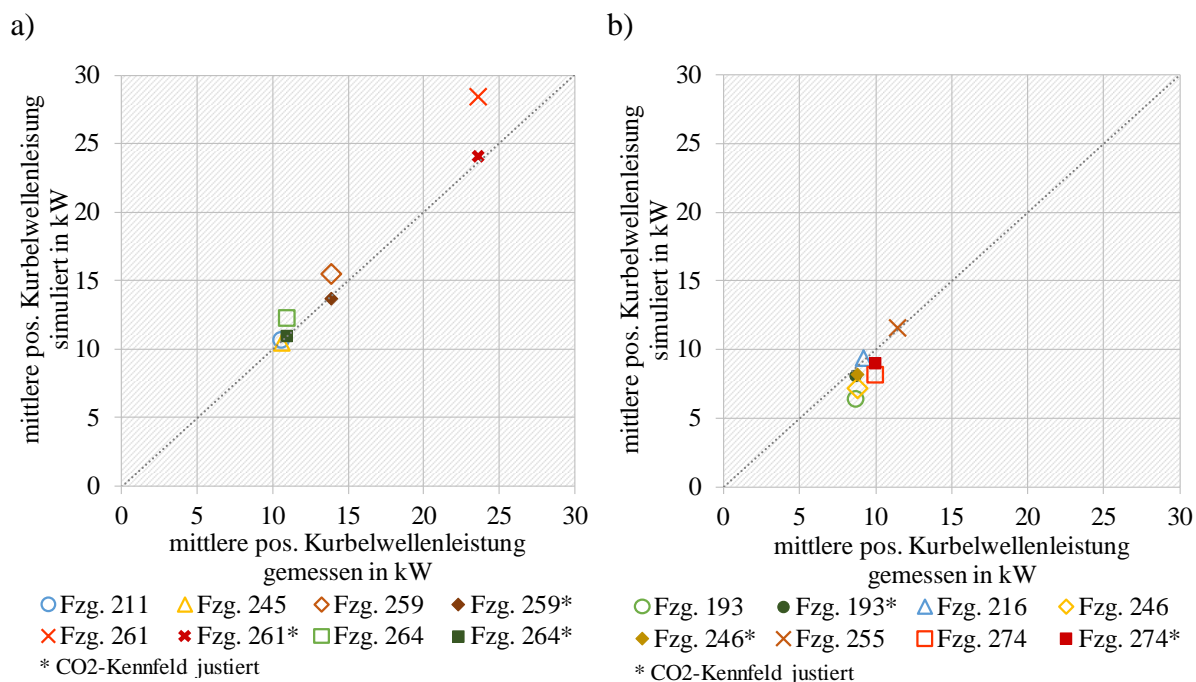 a)
mittlere pos. Kurbelwellenleisung
simuliert in kW
30
25
20
15
10
5
0
0 5 10 15 20 25 30
mittlere pos. Kurbelwellenleistung
gemessen in kW
Fzg. 211 Fzg. 245 Fzg. 259 Fzg. 259*
Fzg. 261 Fzg. 261* Fzg. 264 Fzg. 264*
* CO2-Kennfeld justiert
b)
mittlere pos. Kurbelwellenleisung
simuliert in kW
30
25
20
15
10
5
0
0 5 10 15 20 25 30
mittlere pos. Kurbelwellenleistung
gemessen in kW
Fzg. 193 Fzg. 193* Fzg. 216 Fzg. 246
Fzg. 246* Fzg. 255 Fzg. 274 Fzg. 274*
* CO2-Kennfeld justiert